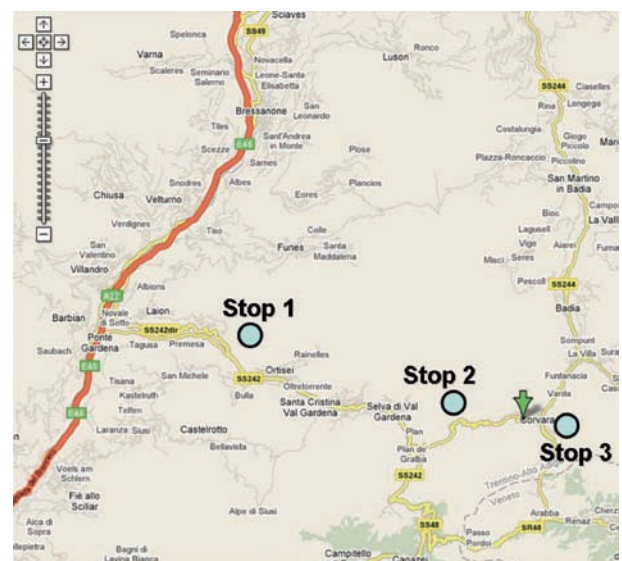 Sciaves
Spelonca
SS49
Varna
Ronco
Luson
Scaleres
Seminario
Salerno
Novacella
Leone-Santa
Elisabetta
SS244
Ciaselles
Rina
Longega
Bressanone
San
Leonardo
Tiles
Sant'Andrea
in Monte
Costalungia
Giogo
Piccolo
Scezze
E45
Plose
Plazza-Roncaccio
Piccolino
Sarnes
Snodres
Albes
Plancios
San Martino
in Badia
Chiusa
Velturno
Eores
Verdignes
Tiso
Colle
Bioc
La Valli
Lagusell
San
Valentino
Funes
Santa
Maddalena
Vigo
Aiarei
Villandro
Misci
Seres
Pescoll
Albions
A22
SS244
Barbian
Novale
di Sotto
Laion
Stop 1
Badia
SS242dir
Ponte
Gardena
Tagusa
Premesa
Saubach
Rainelles
Sompunt
La Villa
E45
San Michele
Ortisei
Stop 2
Funtanacia
Tisana
SS242
Oltretorrente
Kastelruth
Bulla
Varda
Santa Cristina
Val Gardena
Selva di Val
Gardena
E45
Telfen
Laranza
Siusi
Castelrotto
Corvara
Plan
Bellavista
Plan de
Gralba
Stop 3
Voels am
Schlern
Trentino-Alto
Veneto
SS242
Fiè allo
Sciliar
Alpe di Siusi
Arabba
Aica di
Sopra
SS48
Passo
Pordoi
SR48
Renaz
Bagni di
Lavina Bianca
Campitello
Canazei